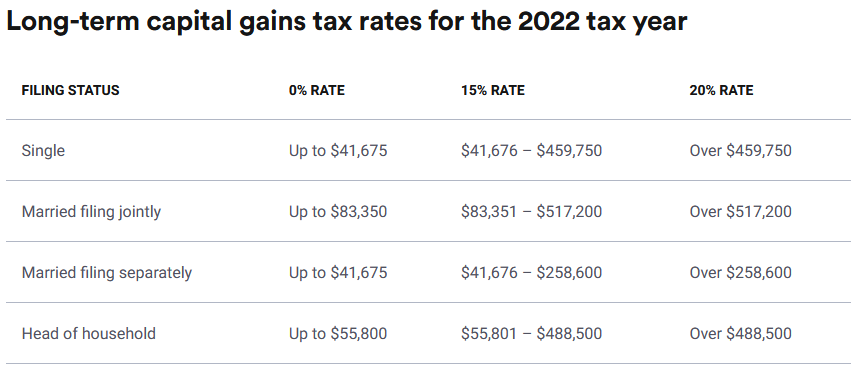 Long-term capital gains tax rates for the 2022 tax year
FILING STATUS 0% RATE 15% RATE 20% RATE
Single Up to $41,675 $41,676 – $459,750 Over $459,750
Married filing jointly Up to $83,350 $83,351 – $517,200 Over $517,200
Married filing separately Up to $41,675 $41,676 – $258,600 Over $258,600
Head of household Up to $55,800 $55,801 – $488,500 Over $488,500